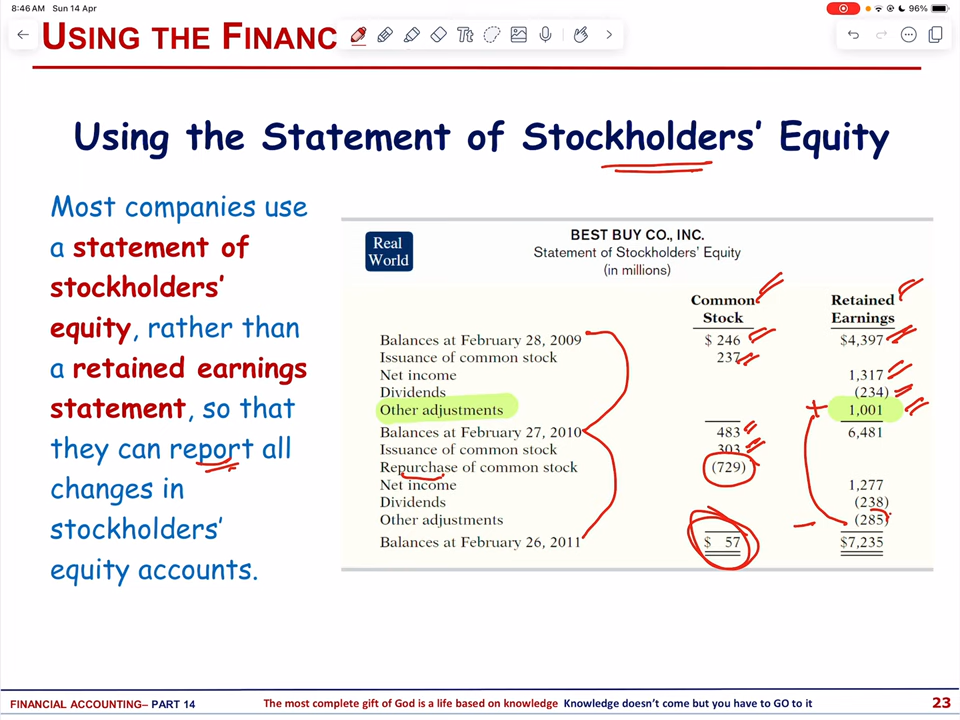 8:46 AM Sun 14 Apr
96%
USING THE FINANC
Tt
Using the Statement of Stockholders' Equity
Most companies use
a statement of
stockholders'
equity, rather than
a retained earnings
statement, so that
they can report all
changes in
stockholders'
equity accounts.
Real
World
BEST BUY CO., INC.
Statement of Stockholders' Equity
(in millions)
Common Retained
Stock Earnings
Balances at February 28, 2009 $ 246 $4,397
Issuance of common stock 237
Net income 1,317
Dividends (234)
Other adjustments + 1,001
Balances at February 27, 2010 483 6,481
Issuance of common stock 303
Repurchase of common stock (729)
Net income 1,277
Dividends (238)
Other adjustments – (285)
Balances at February 26, 2011 $ 57 $7,235
FINANCIAL ACCOUNTING– PART 14 The most complete gift of God is a life based on knowledge Knowledge doesn't come but you have to GO to it 23